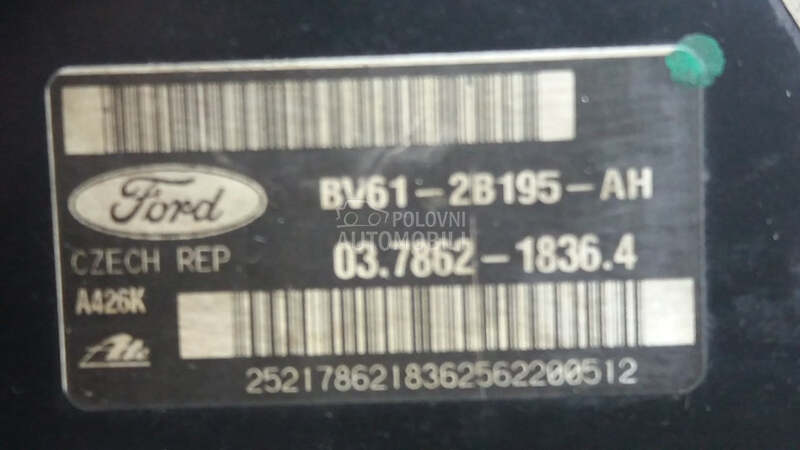 Ford
BV61-2B195-AH
POLOVNI
AUTOMOBILI
CZECH REP
03.7862-1836.4
A426K
Ate
25217862183625622005​12